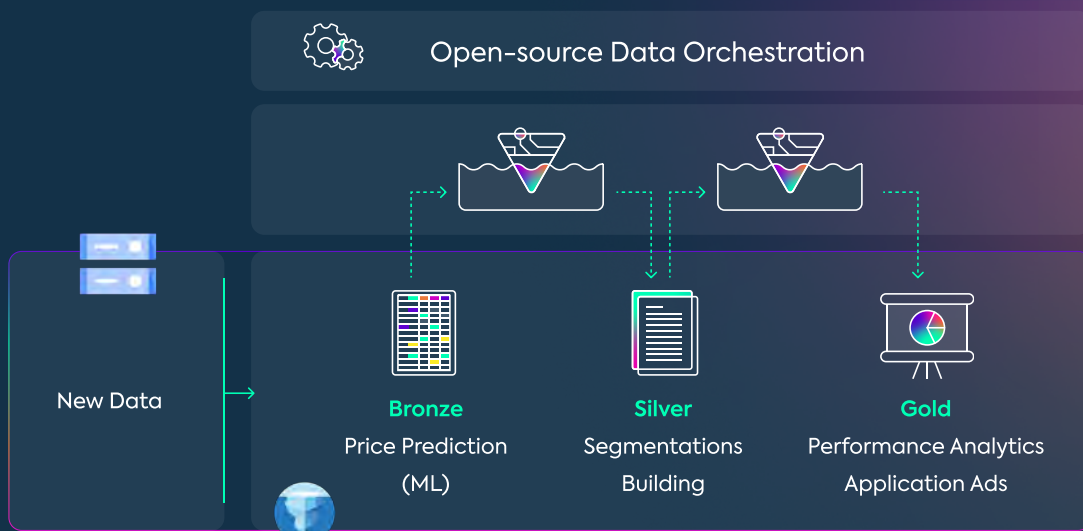 Open-source Data Orchestration
New Data
Bronze
Price Prediction
(ML)
Silver
Segmentations
Building
Gold
Performance Analytics
Application Ads